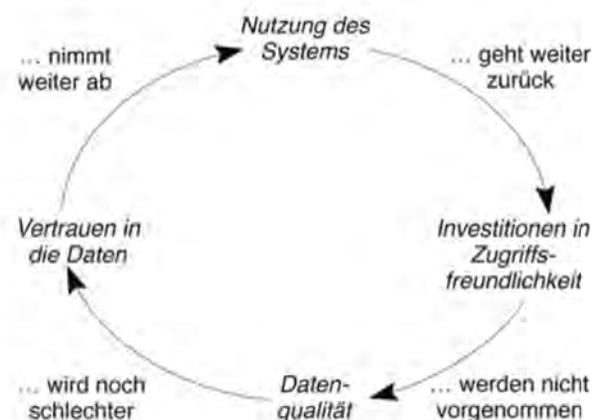 Nutzung des
Systems
... geht weiter
zurück
Investitionen in
Zugriffs-
freundlichkeit
... werden nicht
vorgenommen
Daten-
qualität
... wird noch
schlechter
Vertrauen in
die Daten
... nimmt
weiter ab